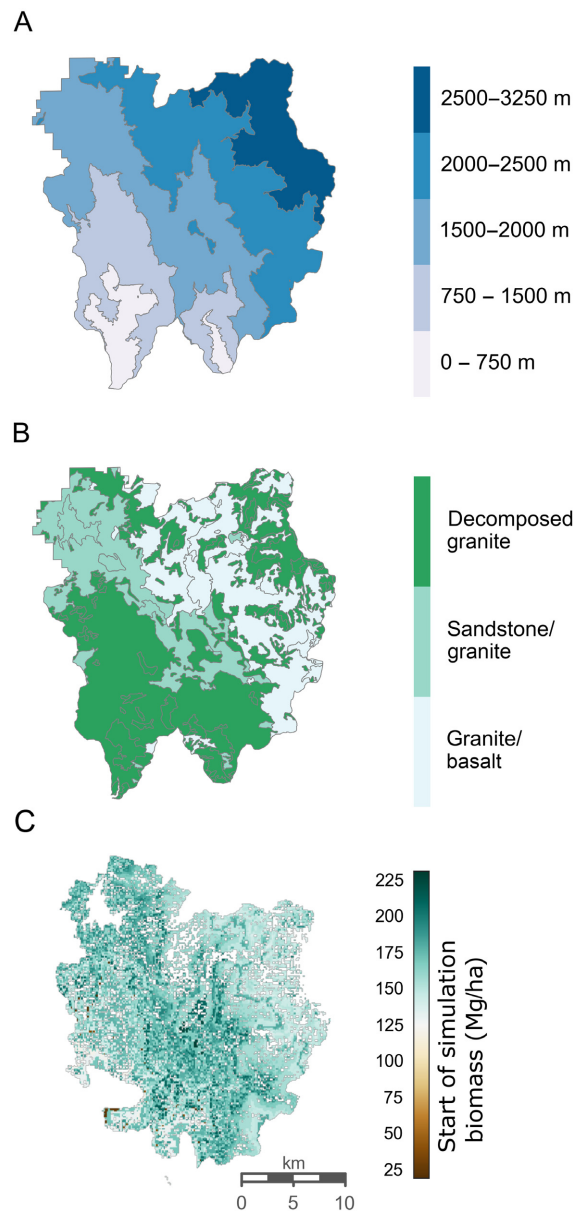 A
2500–3250 m
2000–2500 m
1500–2000 m
750 – 1500 m
0 – 750 m
B
Decomposed
granite
Sandstone/
granite
Granite/
basalt
C
225
200
175
150
125
100
75
50
25
Start of simulation
biomass (Mg/ha)
km
0 5 10